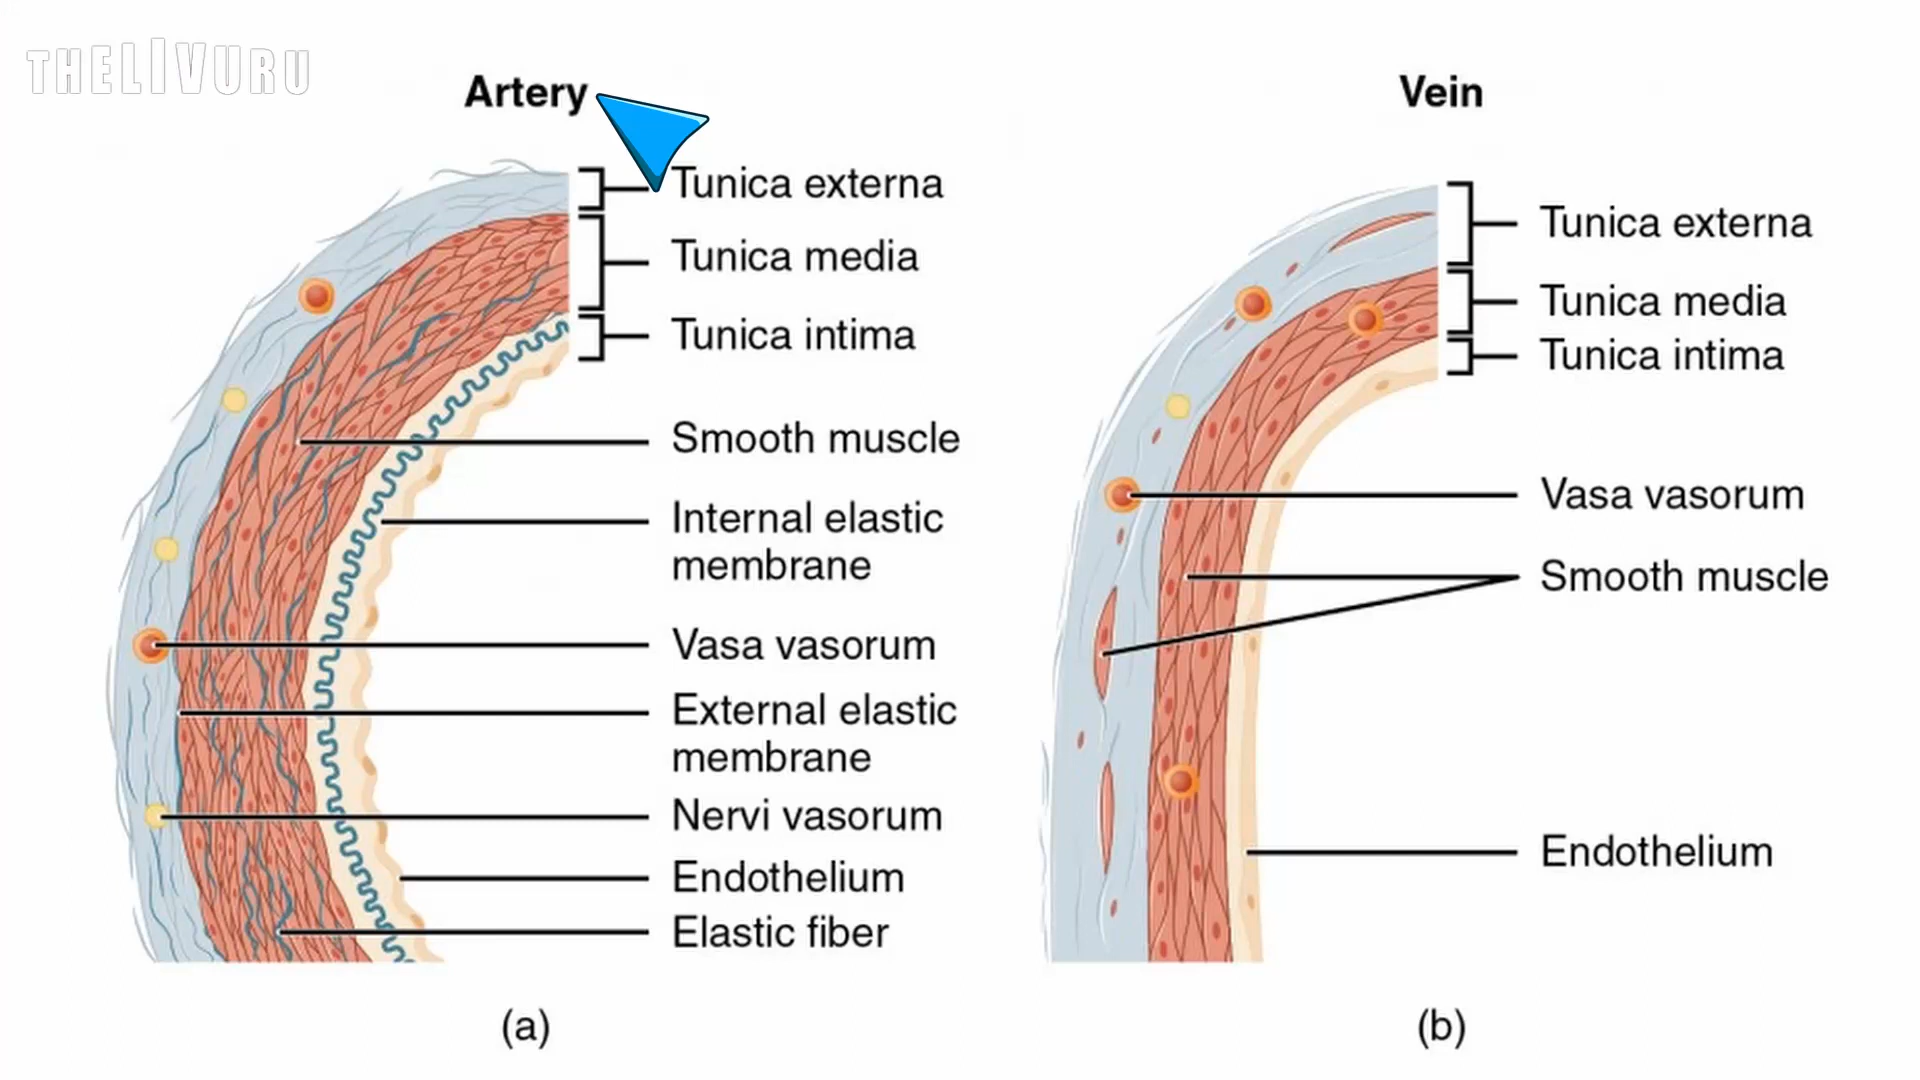 THELIVURU
Artery
Tunica externa
Tunica media
Tunica intima
Smooth muscle
Internal elastic
membrane
Vasa vasorum
External elastic
membrane
Nervi vasorum
Endothelium
Elastic fiber
(a)
Vein
Tunica externa
Tunica media
Tunica intima
Vasa vasorum
Smooth muscle
Endothelium
(b)